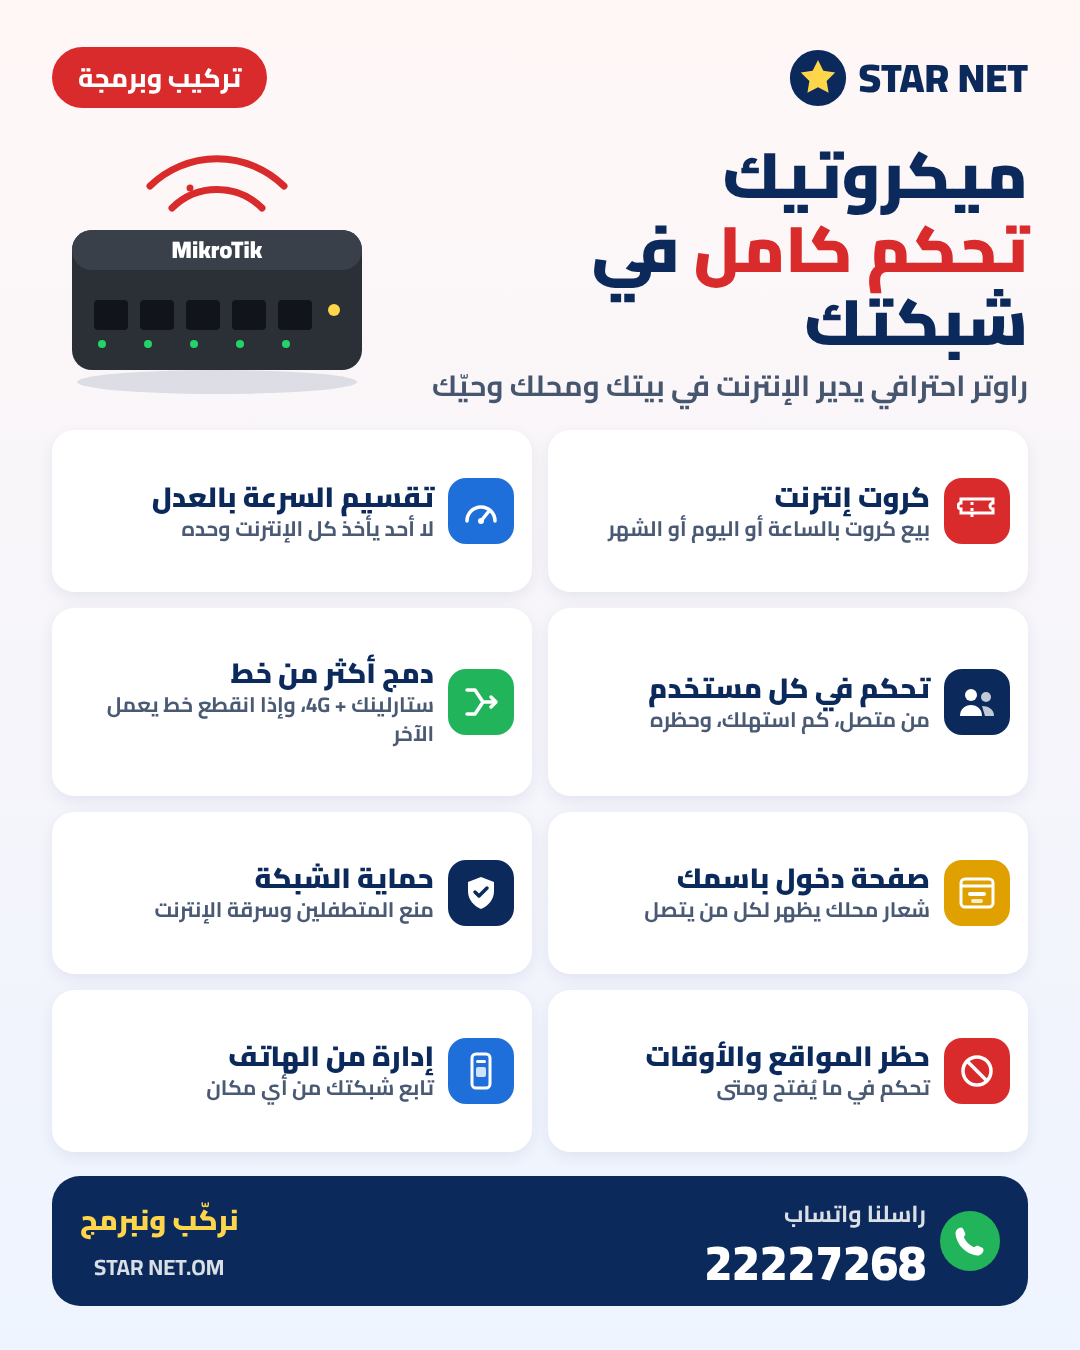 STAR NET
تركيب وبرمجة
ميكروتيك
تحكم كامل في
شبكتك
راوتر احترافي يدير الإنترنت في بيتك ومحلك وحيّك
MikroTik
كروت إنترنت
بيع كروت بالساعة أو اليوم أو الشهر
تقسيم السرعة بالعدل
لا أحد يأخذ كل الإنترنت وحده
تحكم في كل مستخدم
من متصل، كم استهلك، وحظره
دمج أكثر من خط
ستارلينك + 4G، وإذا انقطع خط يعمل
الآخر
صفحة دخول باسمك
شعار محلك يظهر لكل من يتصل
حماية الشبكة
منع المتطفلين وسرقة الإنترنت
حظر المواقع والأوقات
تحكم في ما يُفتح ومتى
إدارة من الهاتف
تابع شبكتك من أي مكان
راسلنا واتساب
22227268
نركّب ونبرمج
STAR NET.OM